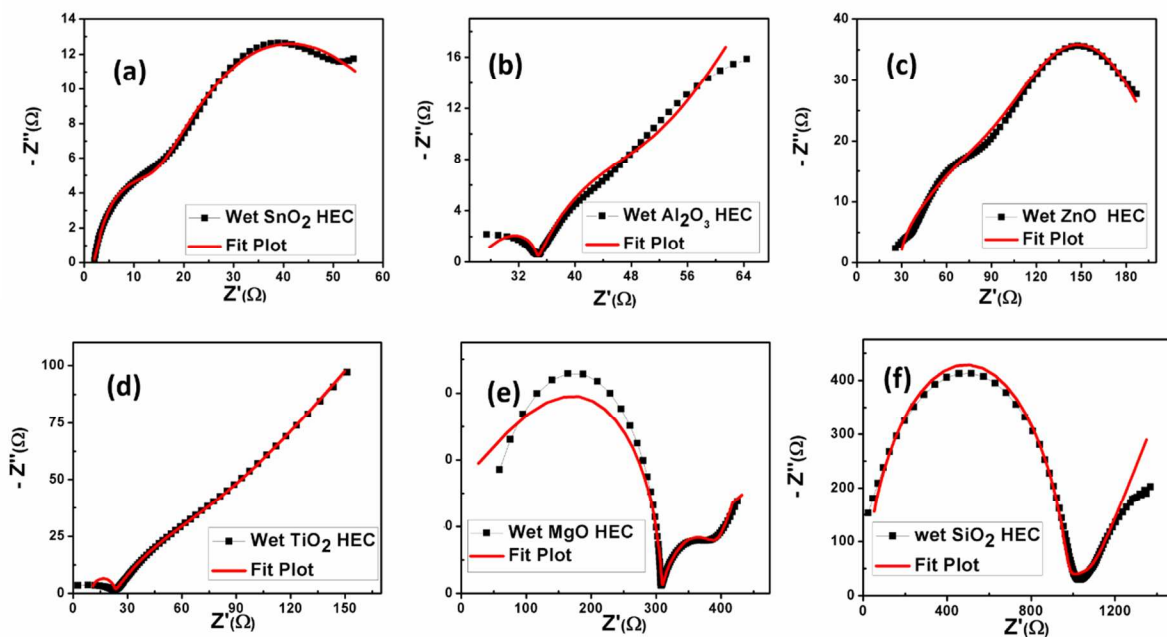 14
12
10
8
6
4
2
0
- Z''(Ω)
(a)
Wet SnO2 HEC
Fit Plot
0 10 20 30 40 50 60
Z'(Ω)
16
12
8
4
0
- Z''(Ω)
(b)
Wet Al2O3 HEC
Fit Plot
32 40 48 56 64
Z'(Ω)
40
30
20
10
0
- Z''(Ω)
(c)
Wet ZnO HEC
Fit Plot
0 30 60 90 120 150 180
Z'(Ω)
100
75
50
25
0
- Z''(Ω)
(d)
Wet TiO2 HEC
Fit Plot
0 30 60 90 120 150
Z'(Ω)
0
0
0
0
(e)
Wet MgO HEC
Fit Plot
0 100 200 300 400
Z'(Ω)
400
300
200
100
0
- Z''(Ω)
(f)
wet SiO2 HEC
Fit Plot
0 400 800 1200
Z'(Ω)